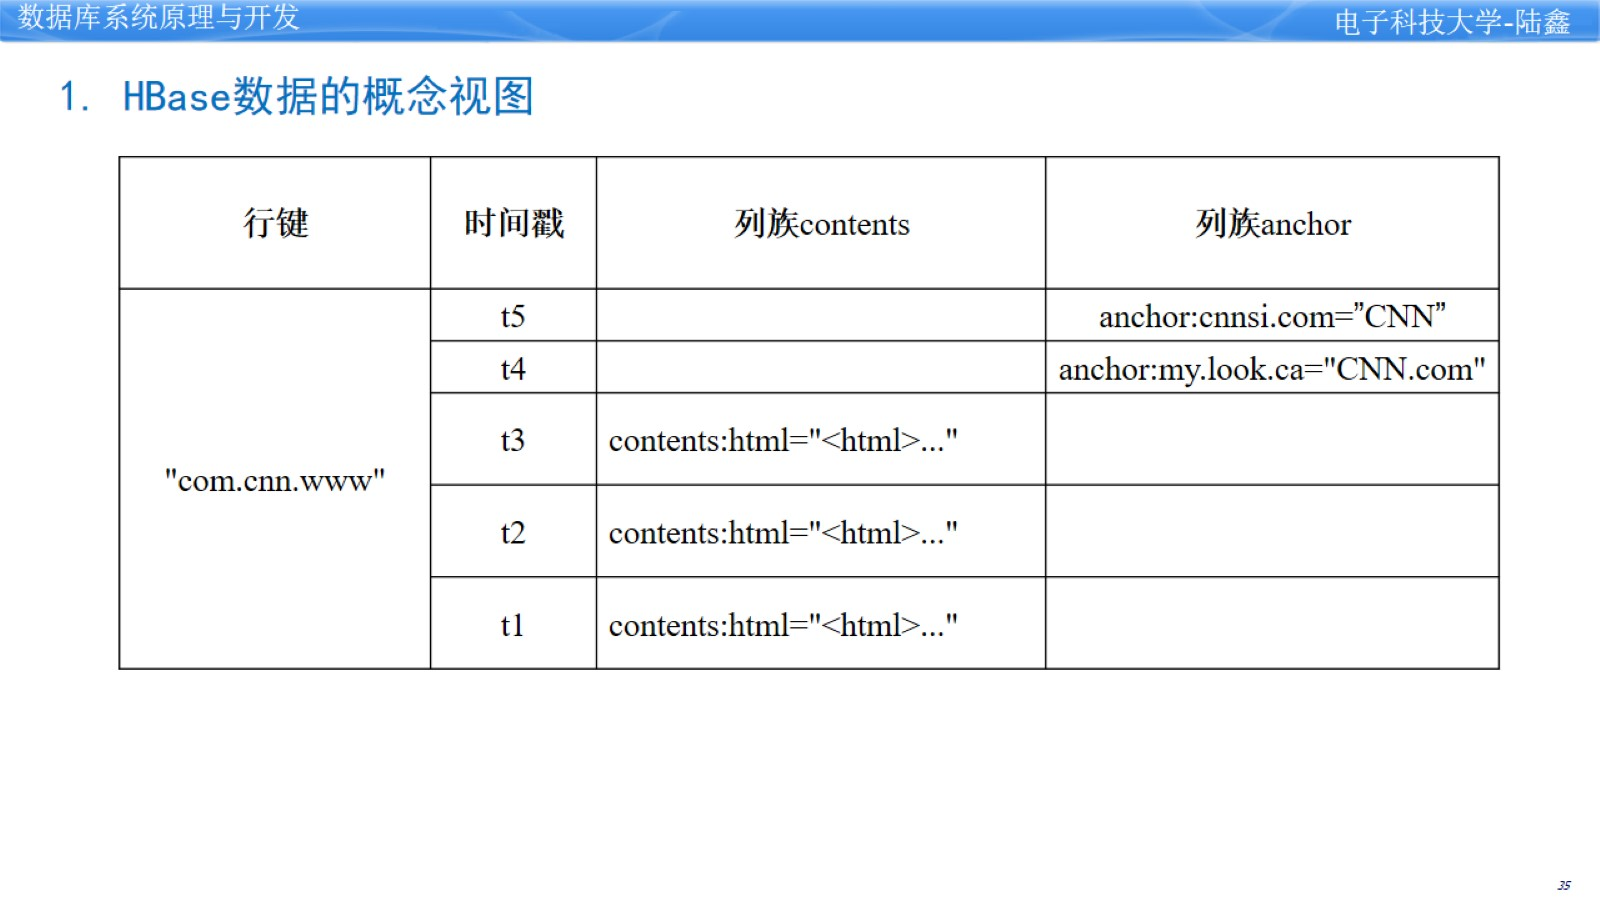 数据库系统原理与开发
电子科技大学-陆鑫
1. HBase数据的概念视图
行键 时间戳 列族contents 列族anchor
t5 anchor:cnnsi.com=”CNN”
t4 anchor:my.look.ca="CNN.com"
t3 contents:html="<html>..."
"com.cnn.www"
t2 contents:html="<html>..."
t1 contents:html="<html>..."
35